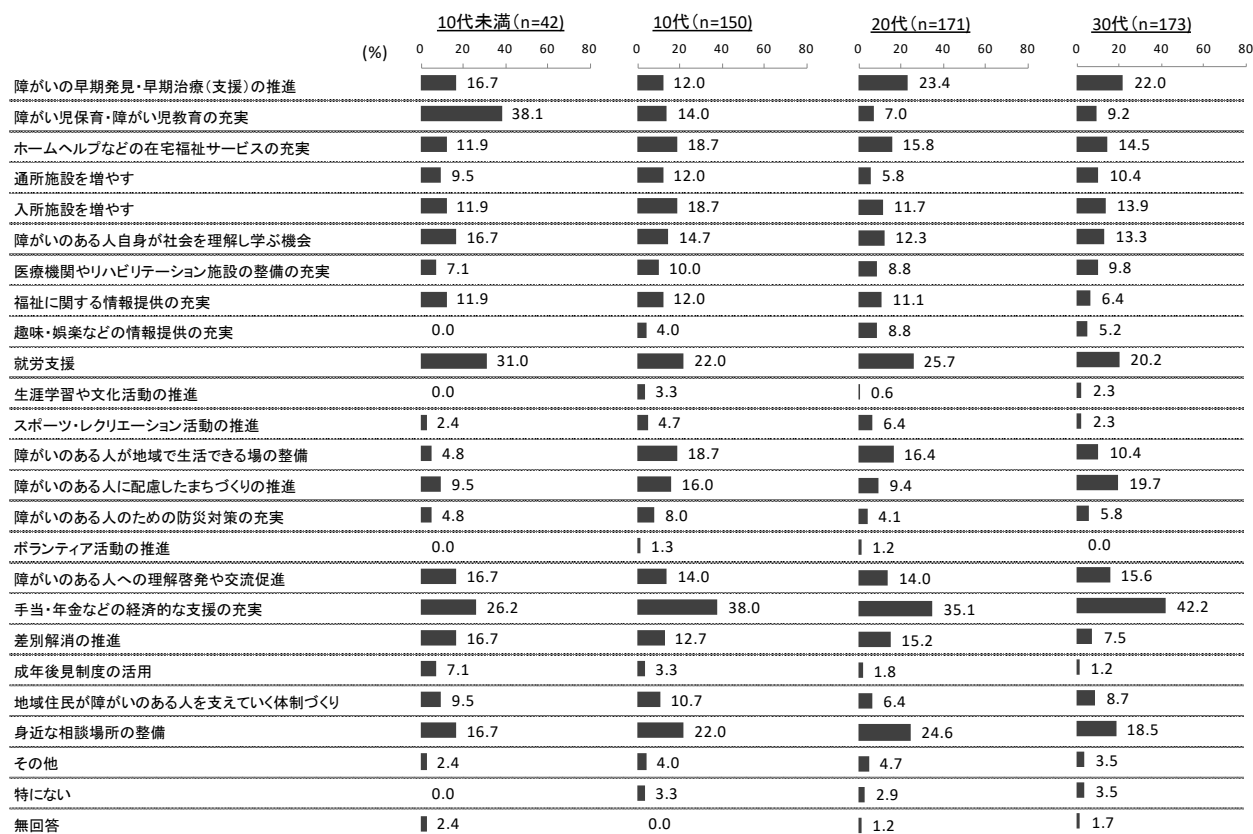 10代未満(n=42) 10代(n=150) 20代(n=171) 30代(n=173)
(%) 0 20 40 60 80 0 20 40 60 80 0 20 40 60 80 0 20 40 60 80
障がいの早期発見・早期治療(支援)の推進 16.7 12.0 23.4 22.0
障がい児保育・障がい児教育の充実 38.1 14.0 7.0 9.2
ホームヘルプなどの在宅福祉サービスの充実 11.9 18.7 15.8 14.5
通所施設を増やす 9.5 12.0 5.8 10.4
入所施設を増やす 11.9 18.7 11.7 13.9
障がいのある人自身が社会を理解し学ぶ機会 16.7 14.7 12.3 13.3
医療機関やリハビリテーション施設の整備の充実 7.1 10.0 8.8 9.8
福祉に関する情報提供の充実 11.9 12.0 11.1 6.4
趣味・娯楽などの情報提供の充実 0.0 4.0 8.8 5.2
就労支援 31.0 22.0 25.7 20.2
生涯学習や文化活動の推進 0.0 3.3 0.6 2.3
スポーツ・レクリエーション活動の推進 2.4 4.7 6.4 2.3
障がいのある人が地域で生活できる場の整備 4.8 18.7 16.4 10.4
障がいのある人に配慮したまちづくりの推進 9.5 16.0 9.4 19.7
障がいのある人のための防災対策の充実 4.8 8.0 4.1 5.8
ボランティア活動の推進 0.0 1.3 1.2 0.0
障がいのある人への理解啓発や交流促進 16.7 14.0 14.0 15.6
手当・年金などの経済的な支援の充実 26.2 38.0 35.1 42.2
差別解消の推進 16.7 12.7 15.2 7.5
成年後見制度の活用 7.1 3.3 1.8 1.2
地域住民が障がいのある人を支えていく体制づくり 9.5 10.7 6.4 8.7
身近な相談場所の整備 16.7 22.0 24.6 18.5
その他 2.4 4.0 4.7 3.5
特にない 0.0 3.3 2.9 3.5
無回答 2.4 0.0 1.2 1.7